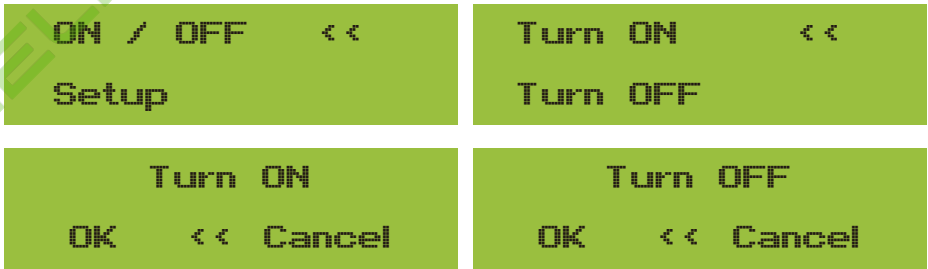 ON / OFF <<
Setup
Turn ON <<
Turn OFF
Turn ON
OK << Cancel
Turn OFF
OK << Cancel